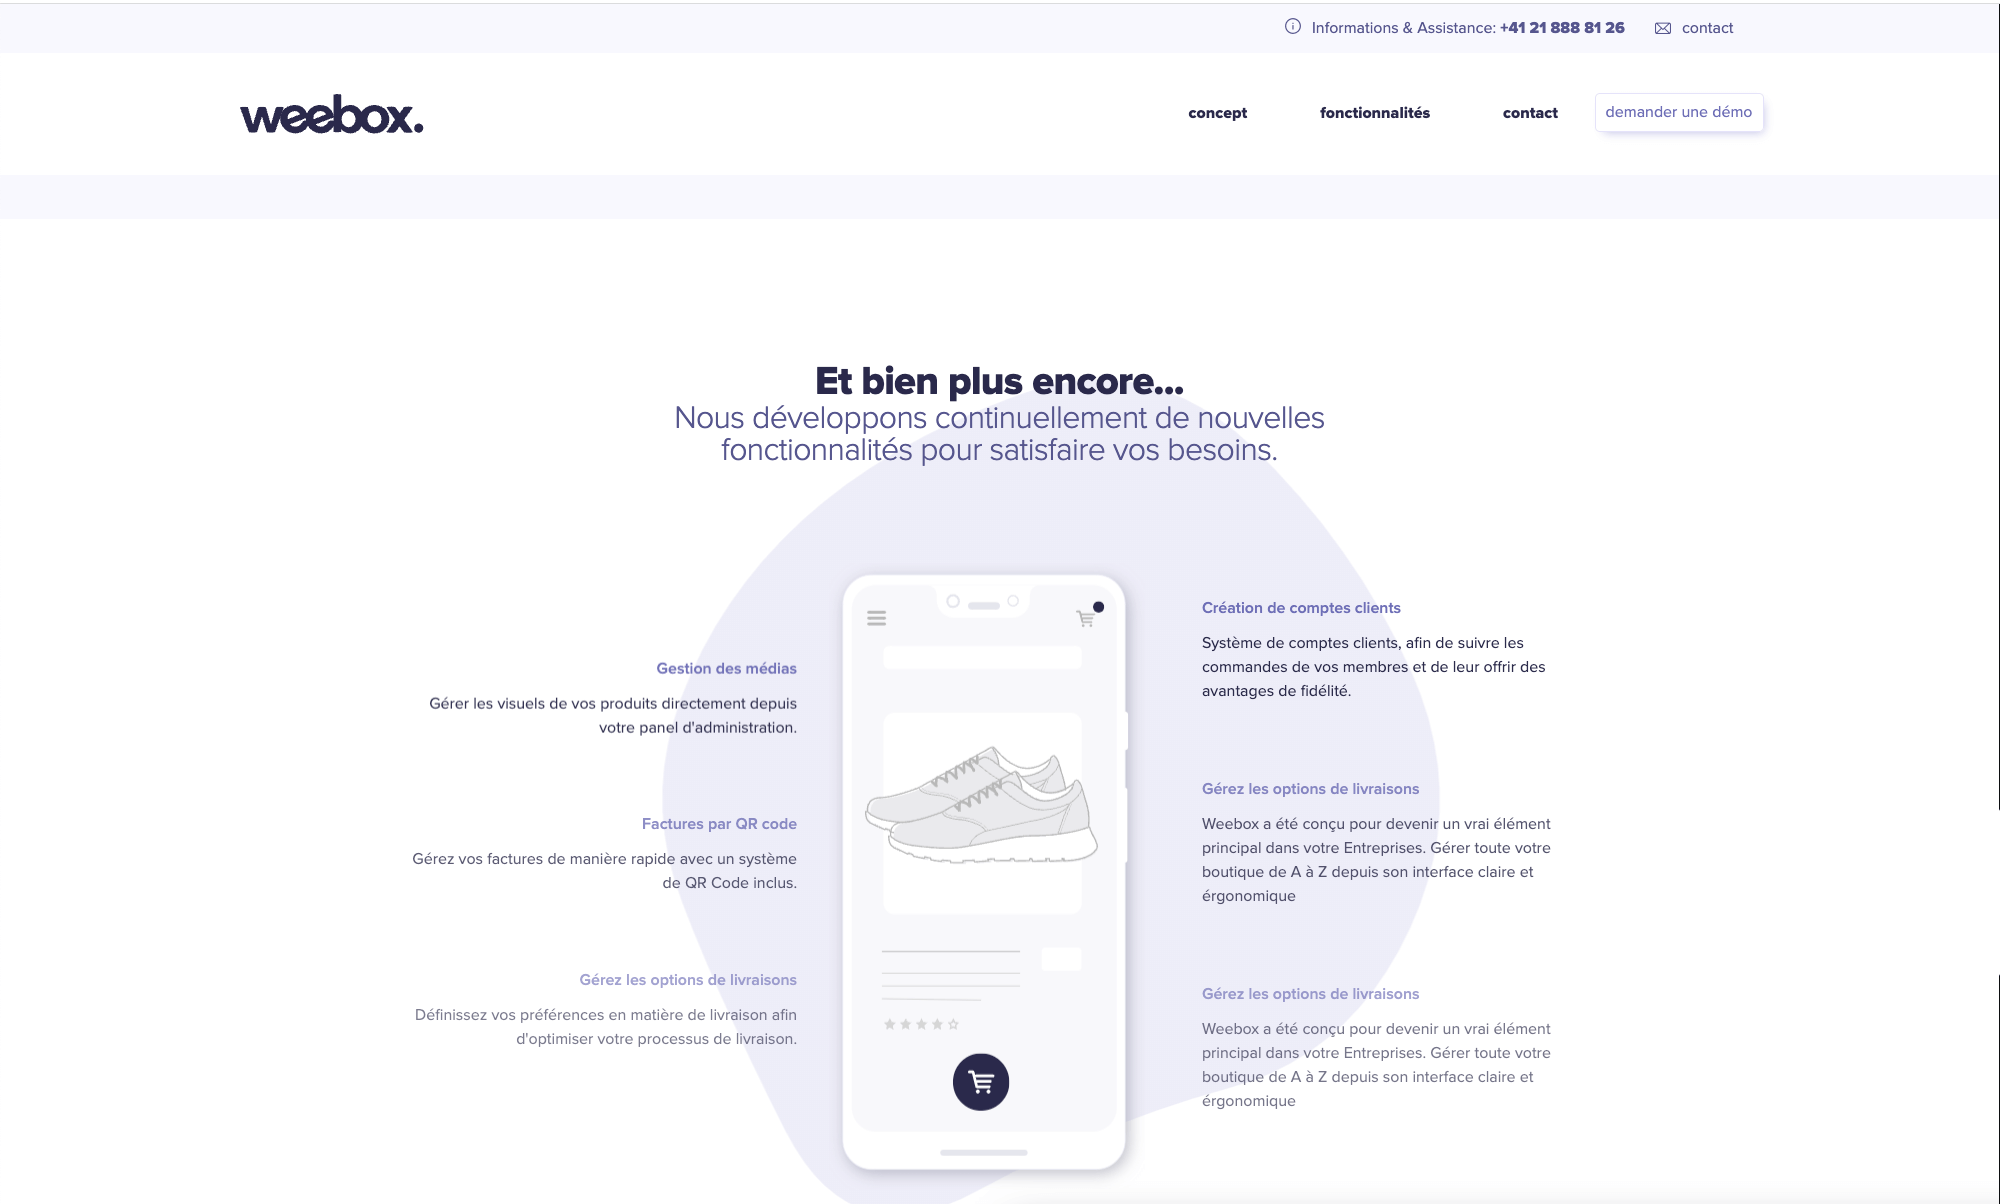 Informations & Assistance: +41 21 888 81 26
contact
weebox.
concept
fonctionnalités
contact
demander une démo
Et bien plus encore...
Nous développons continuellement de nouvelles
fonctionnalités pour satisfaire vos besoins.
Gestion des médias
Gérer les visuels de vos produits directement depuis
votre panel d'administration.
Factures par QR code
Gérez vos factures de manière rapide avec un système
de QR Code inclus.
Gérez les options de livraisons
Définissez vos préférences en matière de livraison afin
d'optimiser votre processus de livraison.
Création de comptes clients
Système de comptes clients, afin de suivre les
commandes de vos membres et de leur offrir des
avantages de fidélité.
Gérez les options de livraisons
Weebox a été conçu pour devenir un vrai élément
principal dans votre Entreprises. Gérer toute votre
boutique de A à Z depuis son interface claire et
érgonomique
Gérez les options de livraisons
Weebox a été conçu pour devenir un vrai élément
principal dans votre Entreprises. Gérer toute votre
boutique de A à Z depuis son interface claire et
érgonomique